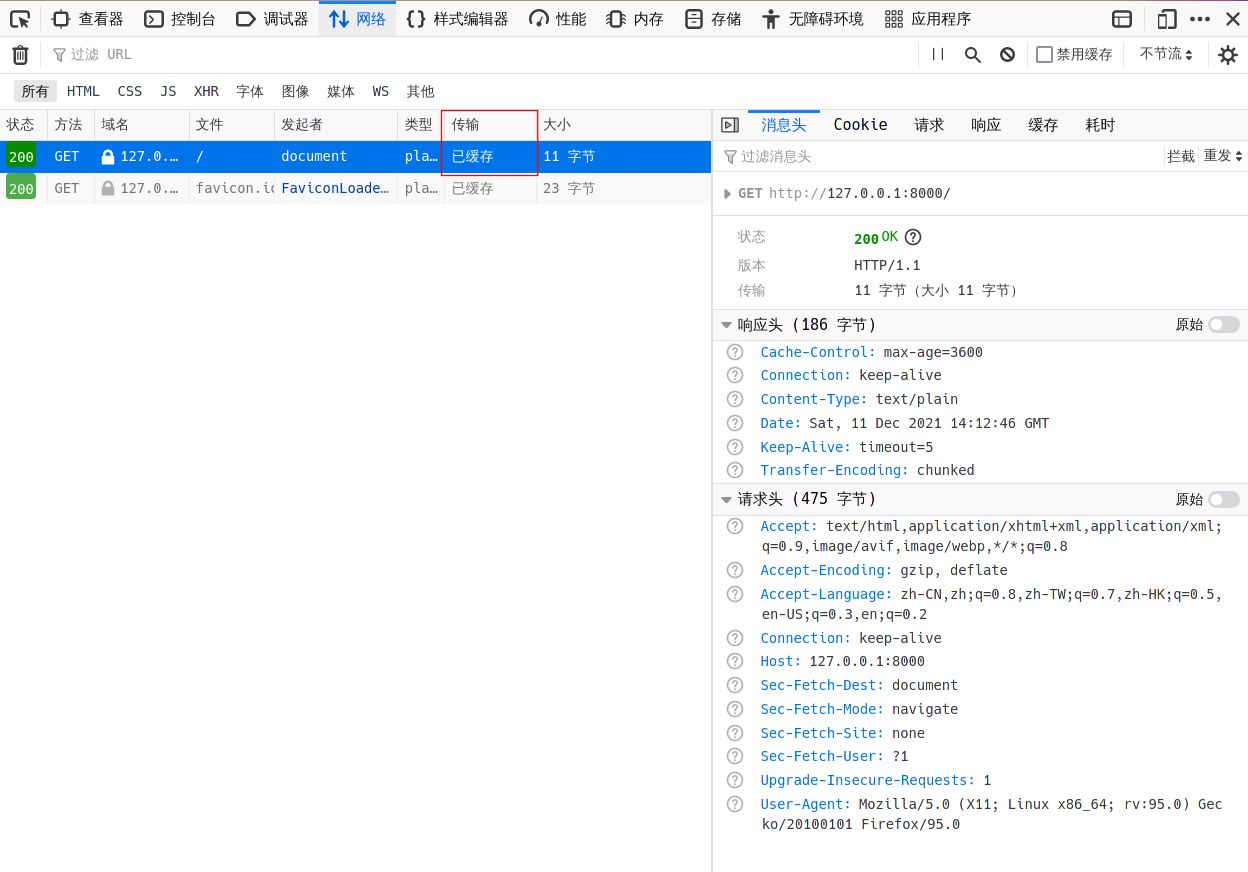 查看器 控制台 调试器 网络 样式编辑器 性能 内存 存储 无障碍环境 应用程序
过滤 URL 禁用缓存 不节流
所有 HTML CSS JS XHR 字体 图像 媒体 WS 其他
状态 方法 域名 文件 发起者 类型 传输 大小
200 GET 127.0.… / document pla… 已缓存 11 字节
200 GET 127.0.… favicon.ic FaviconLoade… pla… 已缓存 23 字节
消息头 Cookie 请求 响应 缓存 耗时
过滤消息头 拦截 重发
GET http://127.0.0.1:8000/
状态 200 OK
版本 HTTP/1.1
传输 11 字节（大小 11 字节）
响应头 (186 字节) 原始
Cache-Control: max-age=3600
Connection: keep-alive
Content-Type: text/plain
Date: Sat, 11 Dec 2021 14:12:46 GMT
Keep-Alive: timeout=5
Transfer-Encoding: chunked
请求头 (475 字节) 原始
Accept: text/html,application/xhtml+xml,application/xml;
q=0.9,image/avif,image/webp,*/*;q=0.8
Accept-Encoding: gzip, deflate
Accept-Language: zh-CN,zh;q=0.8,zh-TW;q=0.7,zh-HK;q=0.5,
en-US;q=0.3,en;q=0.2
Connection: keep-alive
Host: 127.0.0.1:8000
Sec-Fetch-Dest: document
Sec-Fetch-Mode: navigate
Sec-Fetch-Site: none
Sec-Fetch-User: ?1
Upgrade-Insecure-Requests: 1
User-Agent: Mozilla/5.0 (X11; Linux x86_64; rv:95.0) Gec
ko/20100101 Firefox/95.0